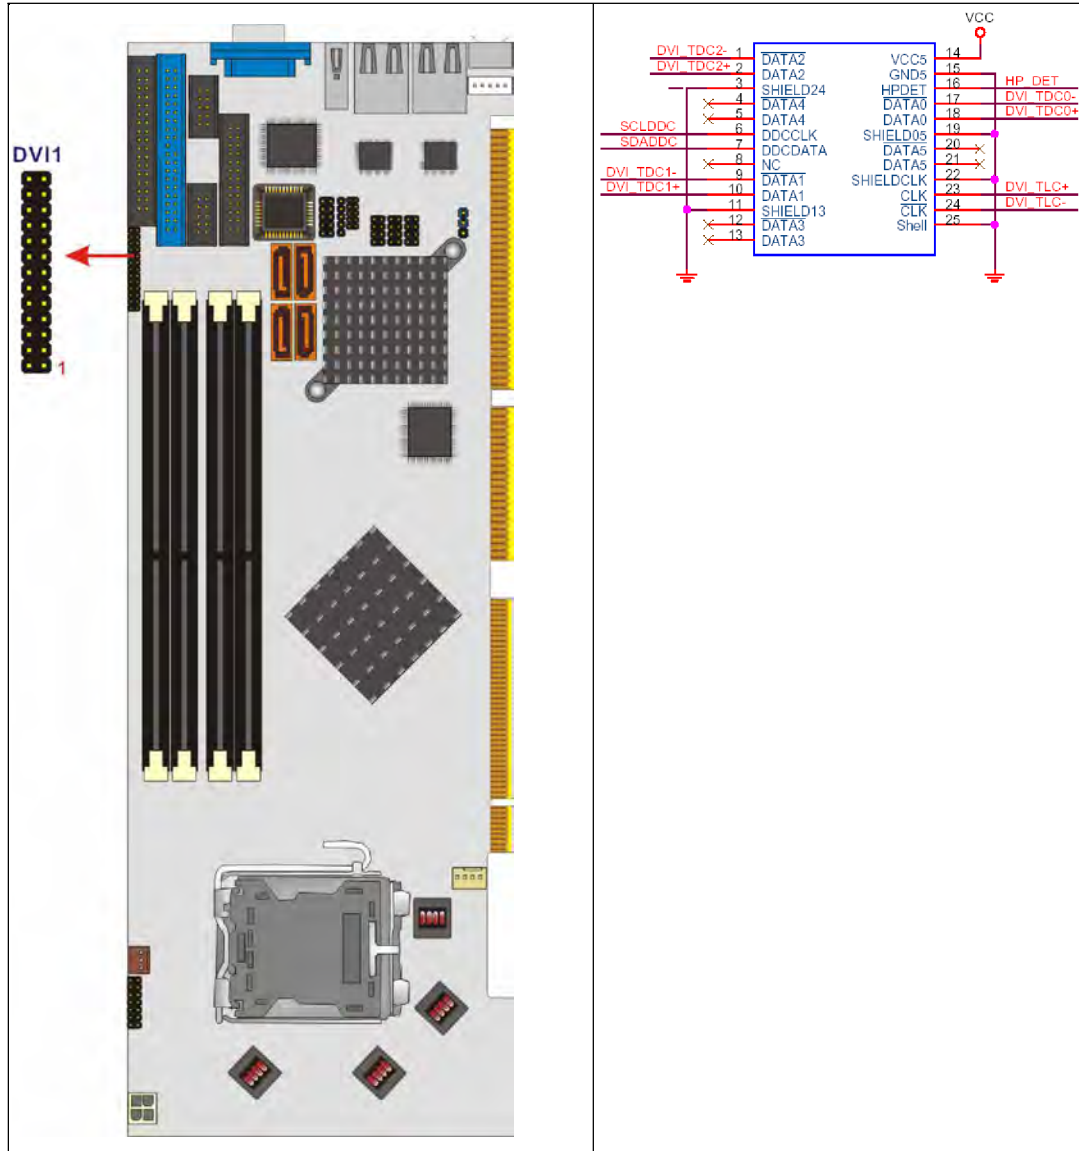 DVI1
1
VCC
DVI_TDC2- 1 DATA2 VCC5 14
DVI_TDC2+ 2 DATA2 GND5 15
3 SHIELD24 HPDET 16 HP_DET
4 DATA4 DATA0 17 DVI_TDC0-
5 DATA4 DATA0 18 DVI_TDC0+
SCLDDC 6 DDCCLK SHIELD05 19
SDADDC 7 DDCDATA DATA5 20
8 NC DATA5 21
DVI_TDC1- 9 DATA1 SHIELDCLK 22
DVI_TDC1+ 10 DATA1 CLK 23 DVI_TLC+
11 SHIELD13 CLK 24 DVI_TLC-
12 DATA3 Shell 25
13 DATA3